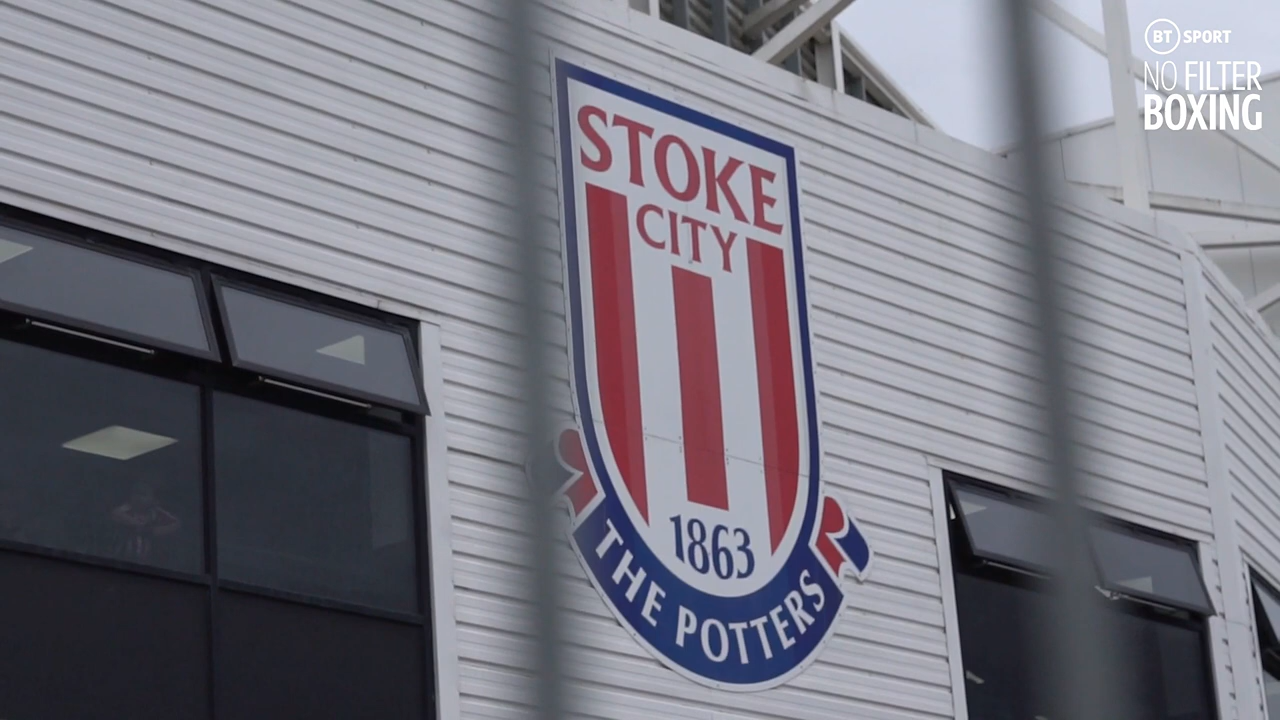 BT SPORT
NO FILTER
BOXING
STOKE
CITY
1863
THE POTTERS